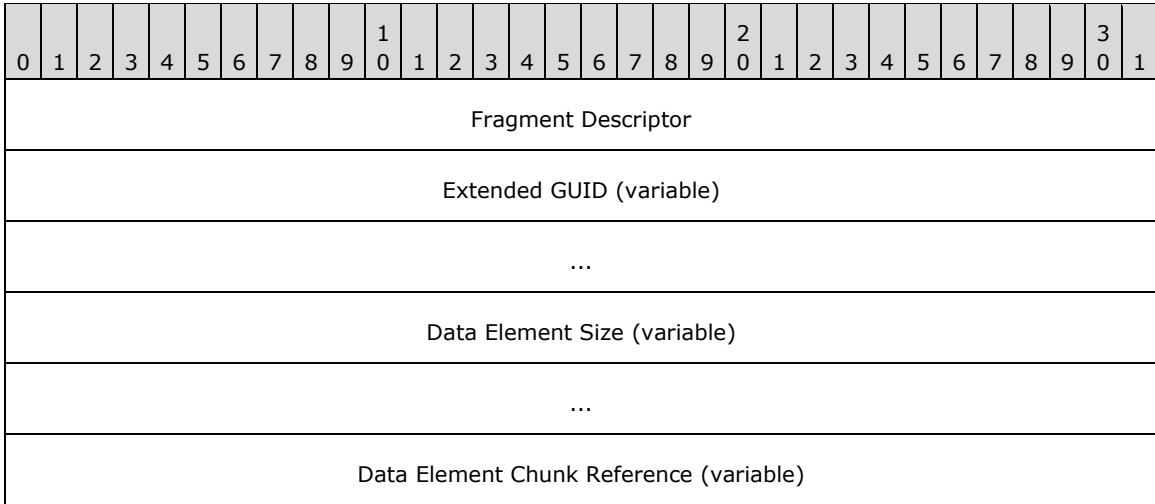 1 2 3
0 1 2 3 4 5 6 7 8 9 0 1 2 3 4 5 6 7 8 9 0 1 2 3 4 5 6 7 8 9 0 1
Fragment Descriptor
Extended GUID (variable)
...
Data Element Size (variable)
...
Data Element Chunk Reference (variable)